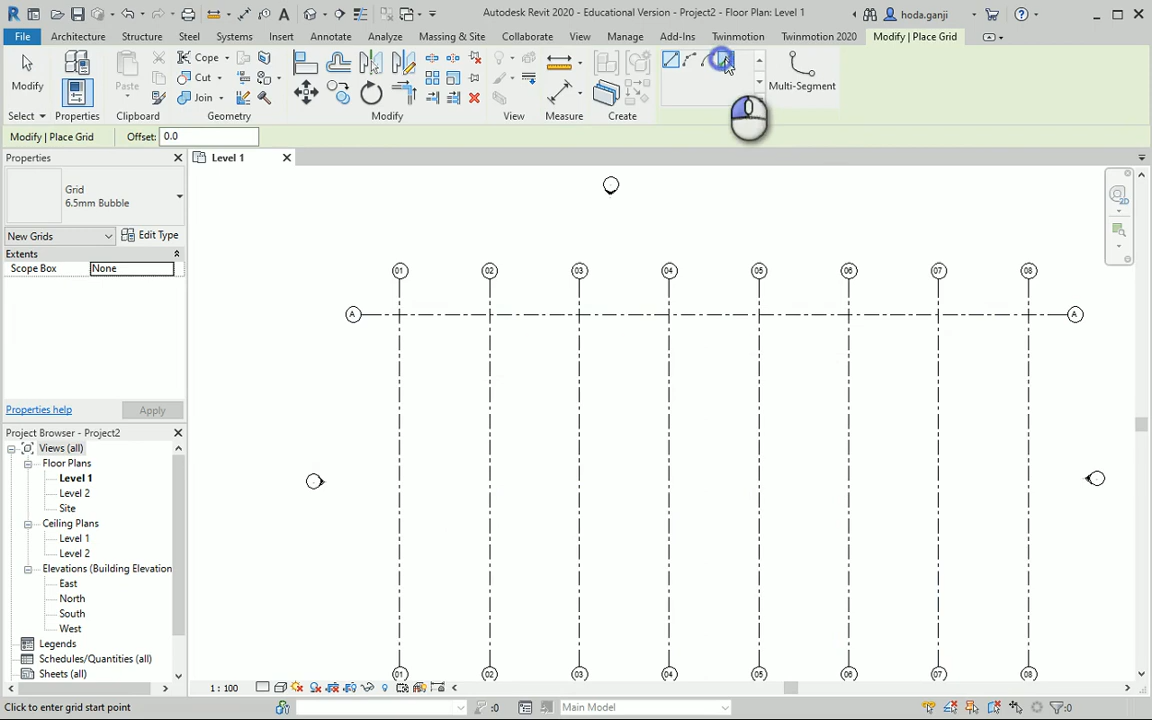 Autodesk Revit 2020 - Educational Version - Project2 - Floor Plan: Level 1
hoda.ganji
File Architecture Structure Steel Systems Insert Annotate Analyze Massing & Site Collaborate View Manage Add-Ins Twinmotion Twinmotion 2020 Modify | Place Grid
Modify Paste Cope Cut Join Multi-Segment
Select Properties Clipboard Geometry Modify View Measure Create
Modify | Place Grid Offset: 0.0
Properties
Level 1
Grid
6.5mm Bubble
New Grids Edit Type
Extents
Scope Box None
Properties help Apply
Project Browser - Project2
Views (all)
Floor Plans
Level 1
Level 2
Site
Ceiling Plans
Level 1
Level 2
Elevations (Building Elevation
East
North
South
West
Legends
Schedules/Quantities (all)
Sheets (all)
01 02 03 04 05 06 07 08
A A
01 02 03 04 05 06 07 08
1 : 100
Click to enter grid start point :0 Main Model :0
2D